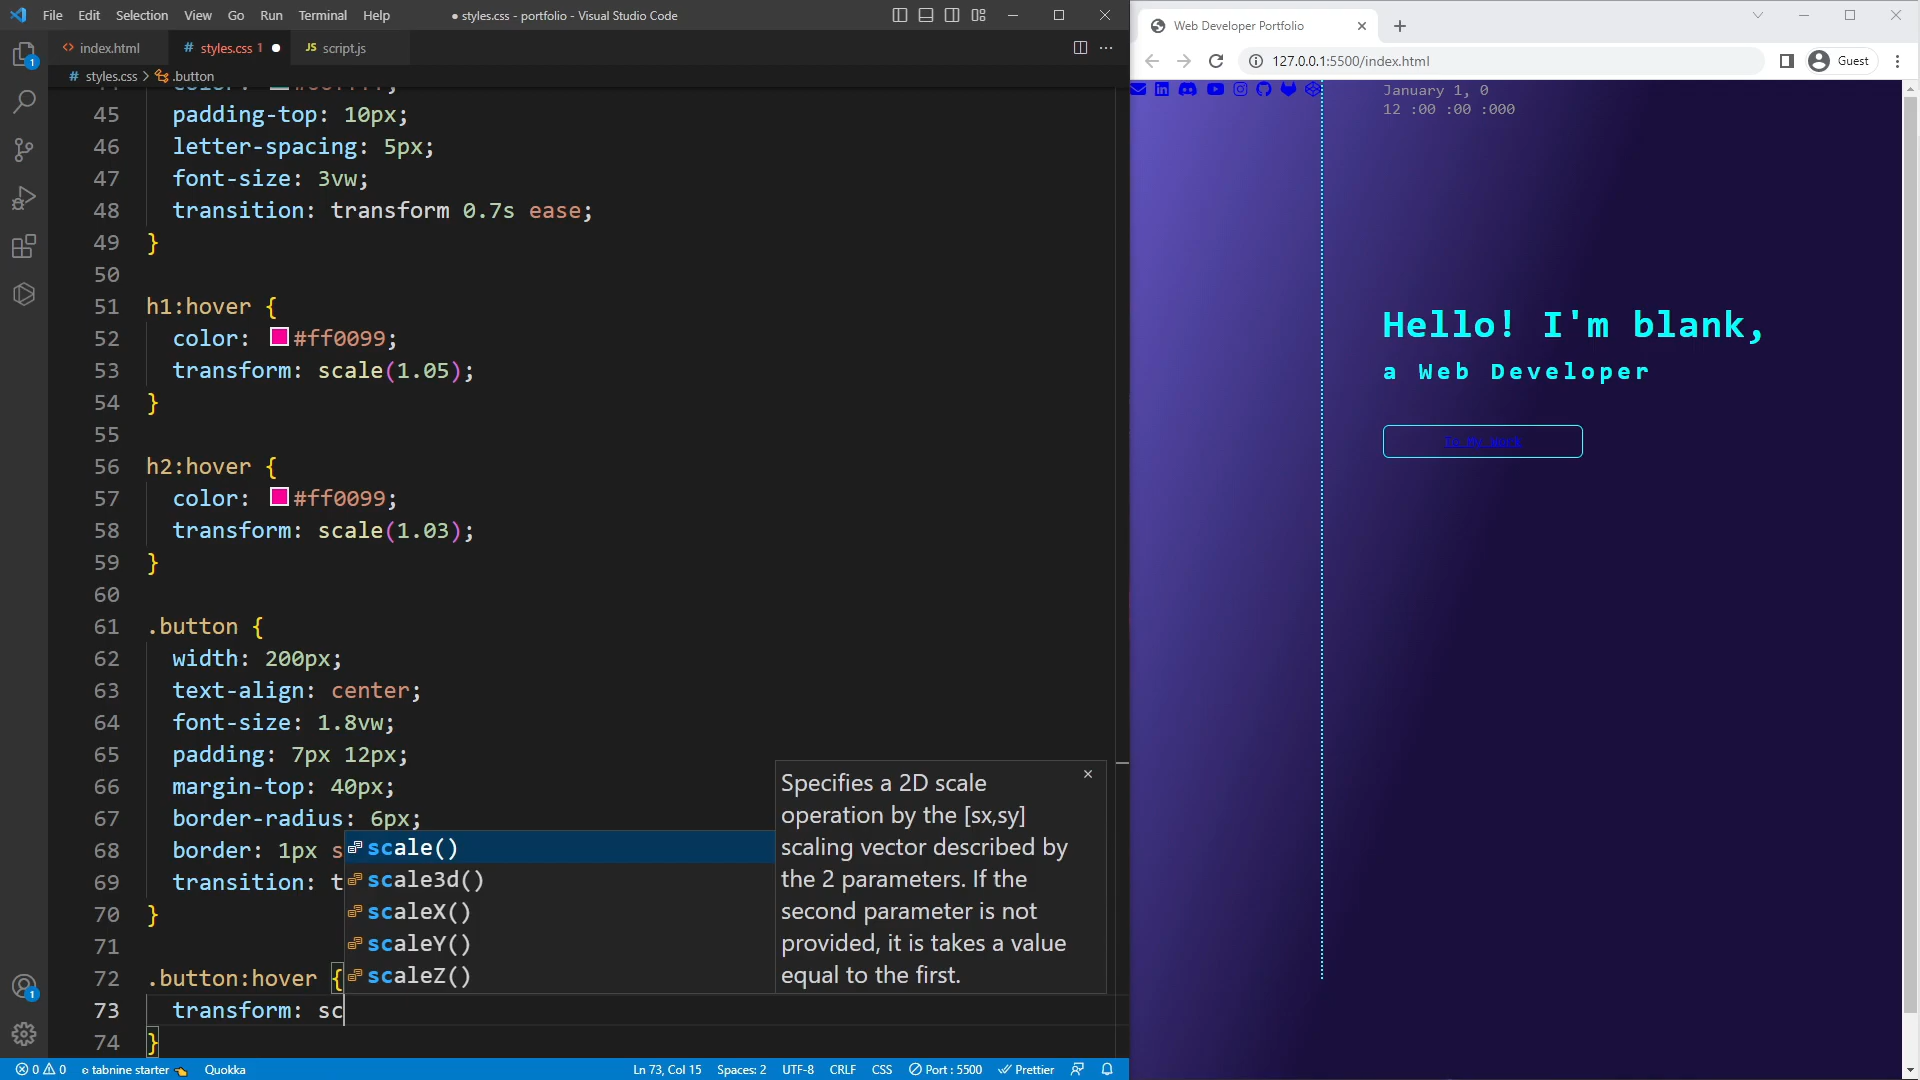 File Edit Selection View Go Run Terminal Help
● styles.css - portfolio - Visual Studio Code
index.html
# styles.css 1 ●
JS script.js
# styles.css > .button
45 padding-top: 10px;
46 letter-spacing: 5px;
47 font-size: 3vw;
48 transition: transform 0.7s ease;
49 }
50
51 h1:hover {
52 color: #ff0099;
53 transform: scale(1.05);
54 }
55
56 h2:hover {
57 color: #ff0099;
58 transform: scale(1.03);
59 }
60
61 .button {
62 width: 200px;
63 text-align: center;
64 font-size: 1.8vw;
65 padding: 7px 12px;
66 margin-top: 40px;
67 border-radius: 6px;
68 border: 1px s
69 transition: t
70 }
71
72 .button:hover {
73 transform: sc
74 }
scale()
scale3d()
scaleX()
scaleY()
scaleZ()
Specifies a 2D scale
operation by the [sx,sy]
scaling vector described by
the 2 parameters. If the
second parameter is not
provided, it is takes a value
equal to the first.
1
1
0 0 tabnine starter Quokka
Ln 73, Col 15 Spaces: 2 UTF-8 CRLF CSS Port : 5500 Prettier
Web Developer Portfolio
127.0.0.1:5500/index.html
Guest
January 1, 0
12 :00 :00 :000
Hello! I'm blank,
a Web Developer